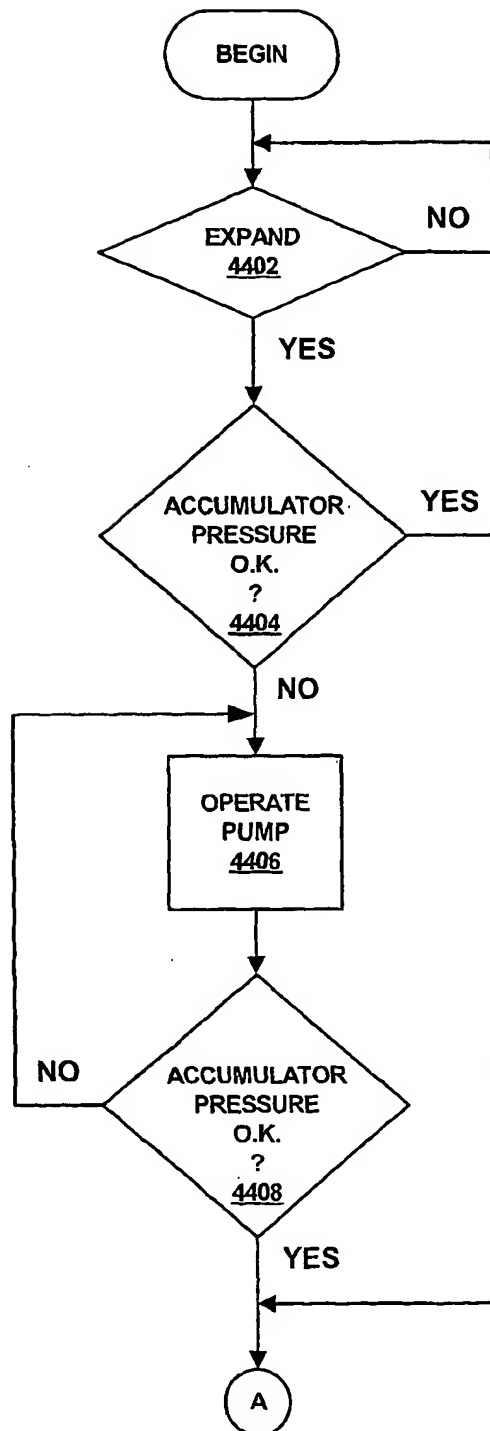 BEGIN
EXPAND
4402
NO
YES
ACCUMULATOR
PRESSURE
O.K.
?
4404
YES
NO
OPERATE
PUMP
4406
ACCUMULATOR
PRESSURE
O.K.
?
4408
NO
YES
A